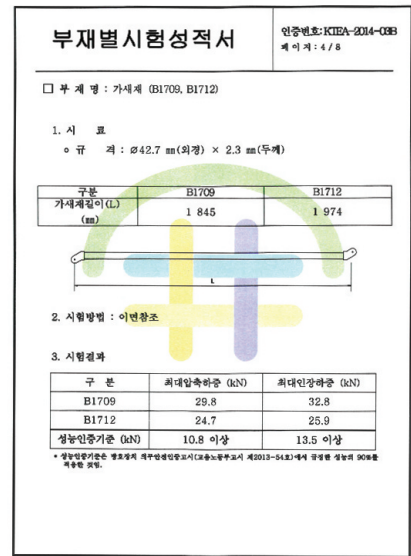 부재별시험성적서
인증번호:KTEA-2014-03B
페 이 지 : 4 / 8
□ 부 재 명 : 가새재 (B1709, B1712)
1. 시 료
o 규 격 : Ø42.7 ㎜(외경) × 2.3 ㎜(두께)
구분 B1709 B1712
가새재길이(L) (㎜) 1 845 1 974
L
2. 시험방법 : 이면참조
3. 시험결과
구 분 최대압축하중 (kN) 최대인장하중 (kN)
B1709 29.8 32.8
B1712 24.7 25.9
성능인증기준 (kN) 10.8 이상 13.5 이상
* 성능인증기준은 방호장치 의무안전인증고시(고용노동부고시 제2013-54호)에서 규정한 성능의 90%를
적용한 것임.